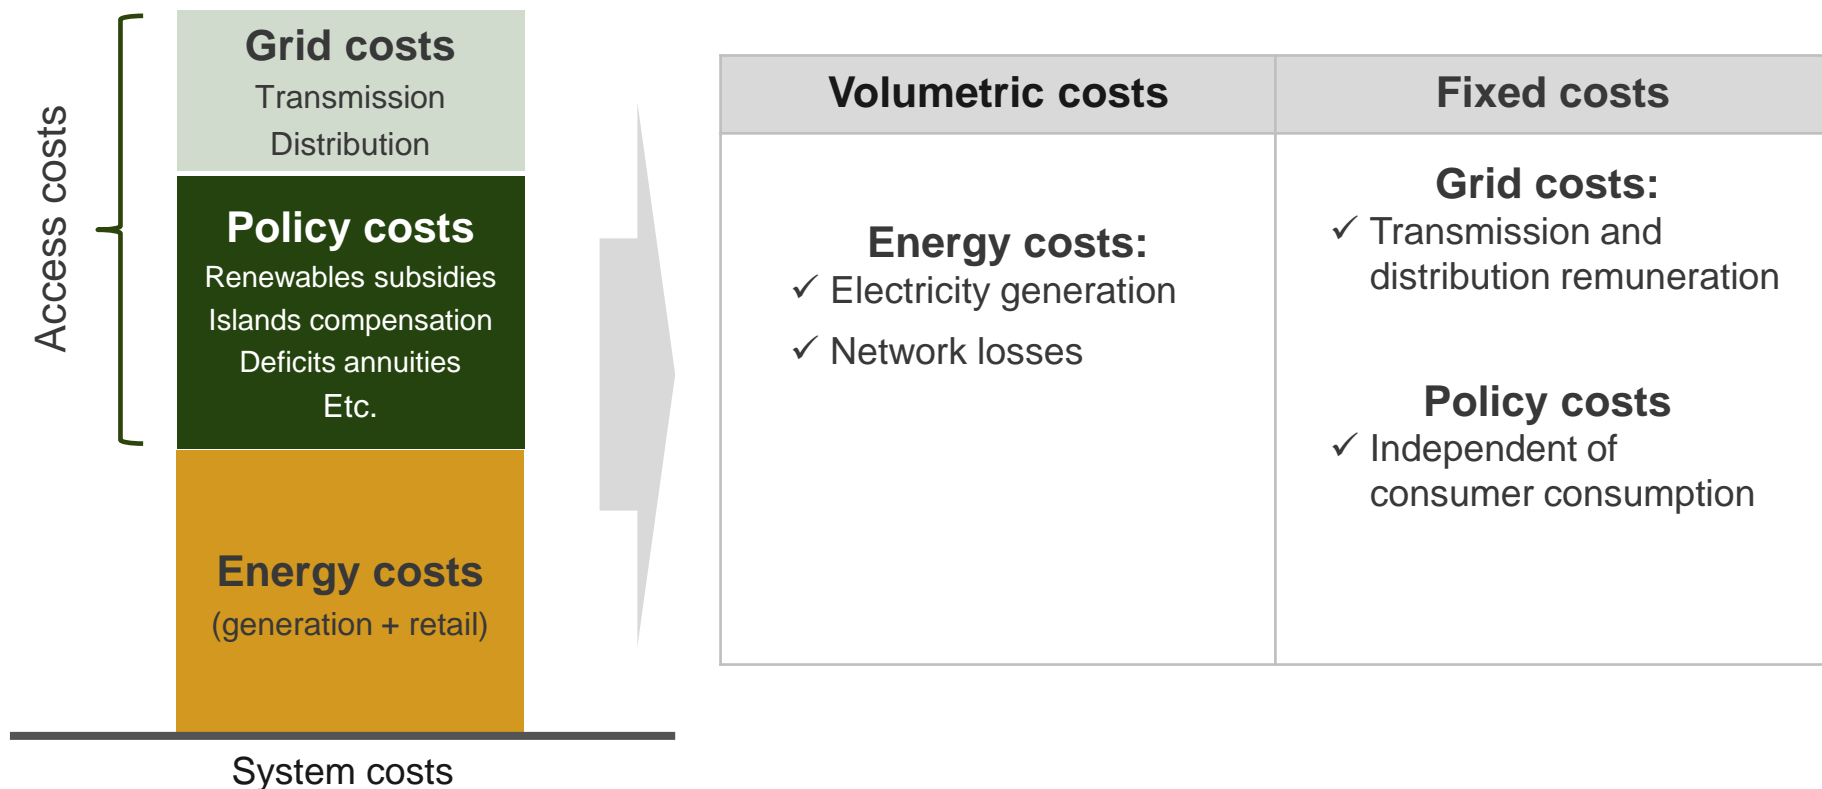 Access costs
Grid costs
Transmission
Distribution
Policy costs
Renewables subsidies
Islands compensation
Deficits annuities
Etc.
Energy costs
(generation + retail)
System costs
Volumetric costs
Energy costs:
✓ Electricity generation
✓ Network losses
Fixed costs
Grid costs:
✓ Transmission and
distribution remuneration
Policy costs
✓ Independent of
consumer consumption